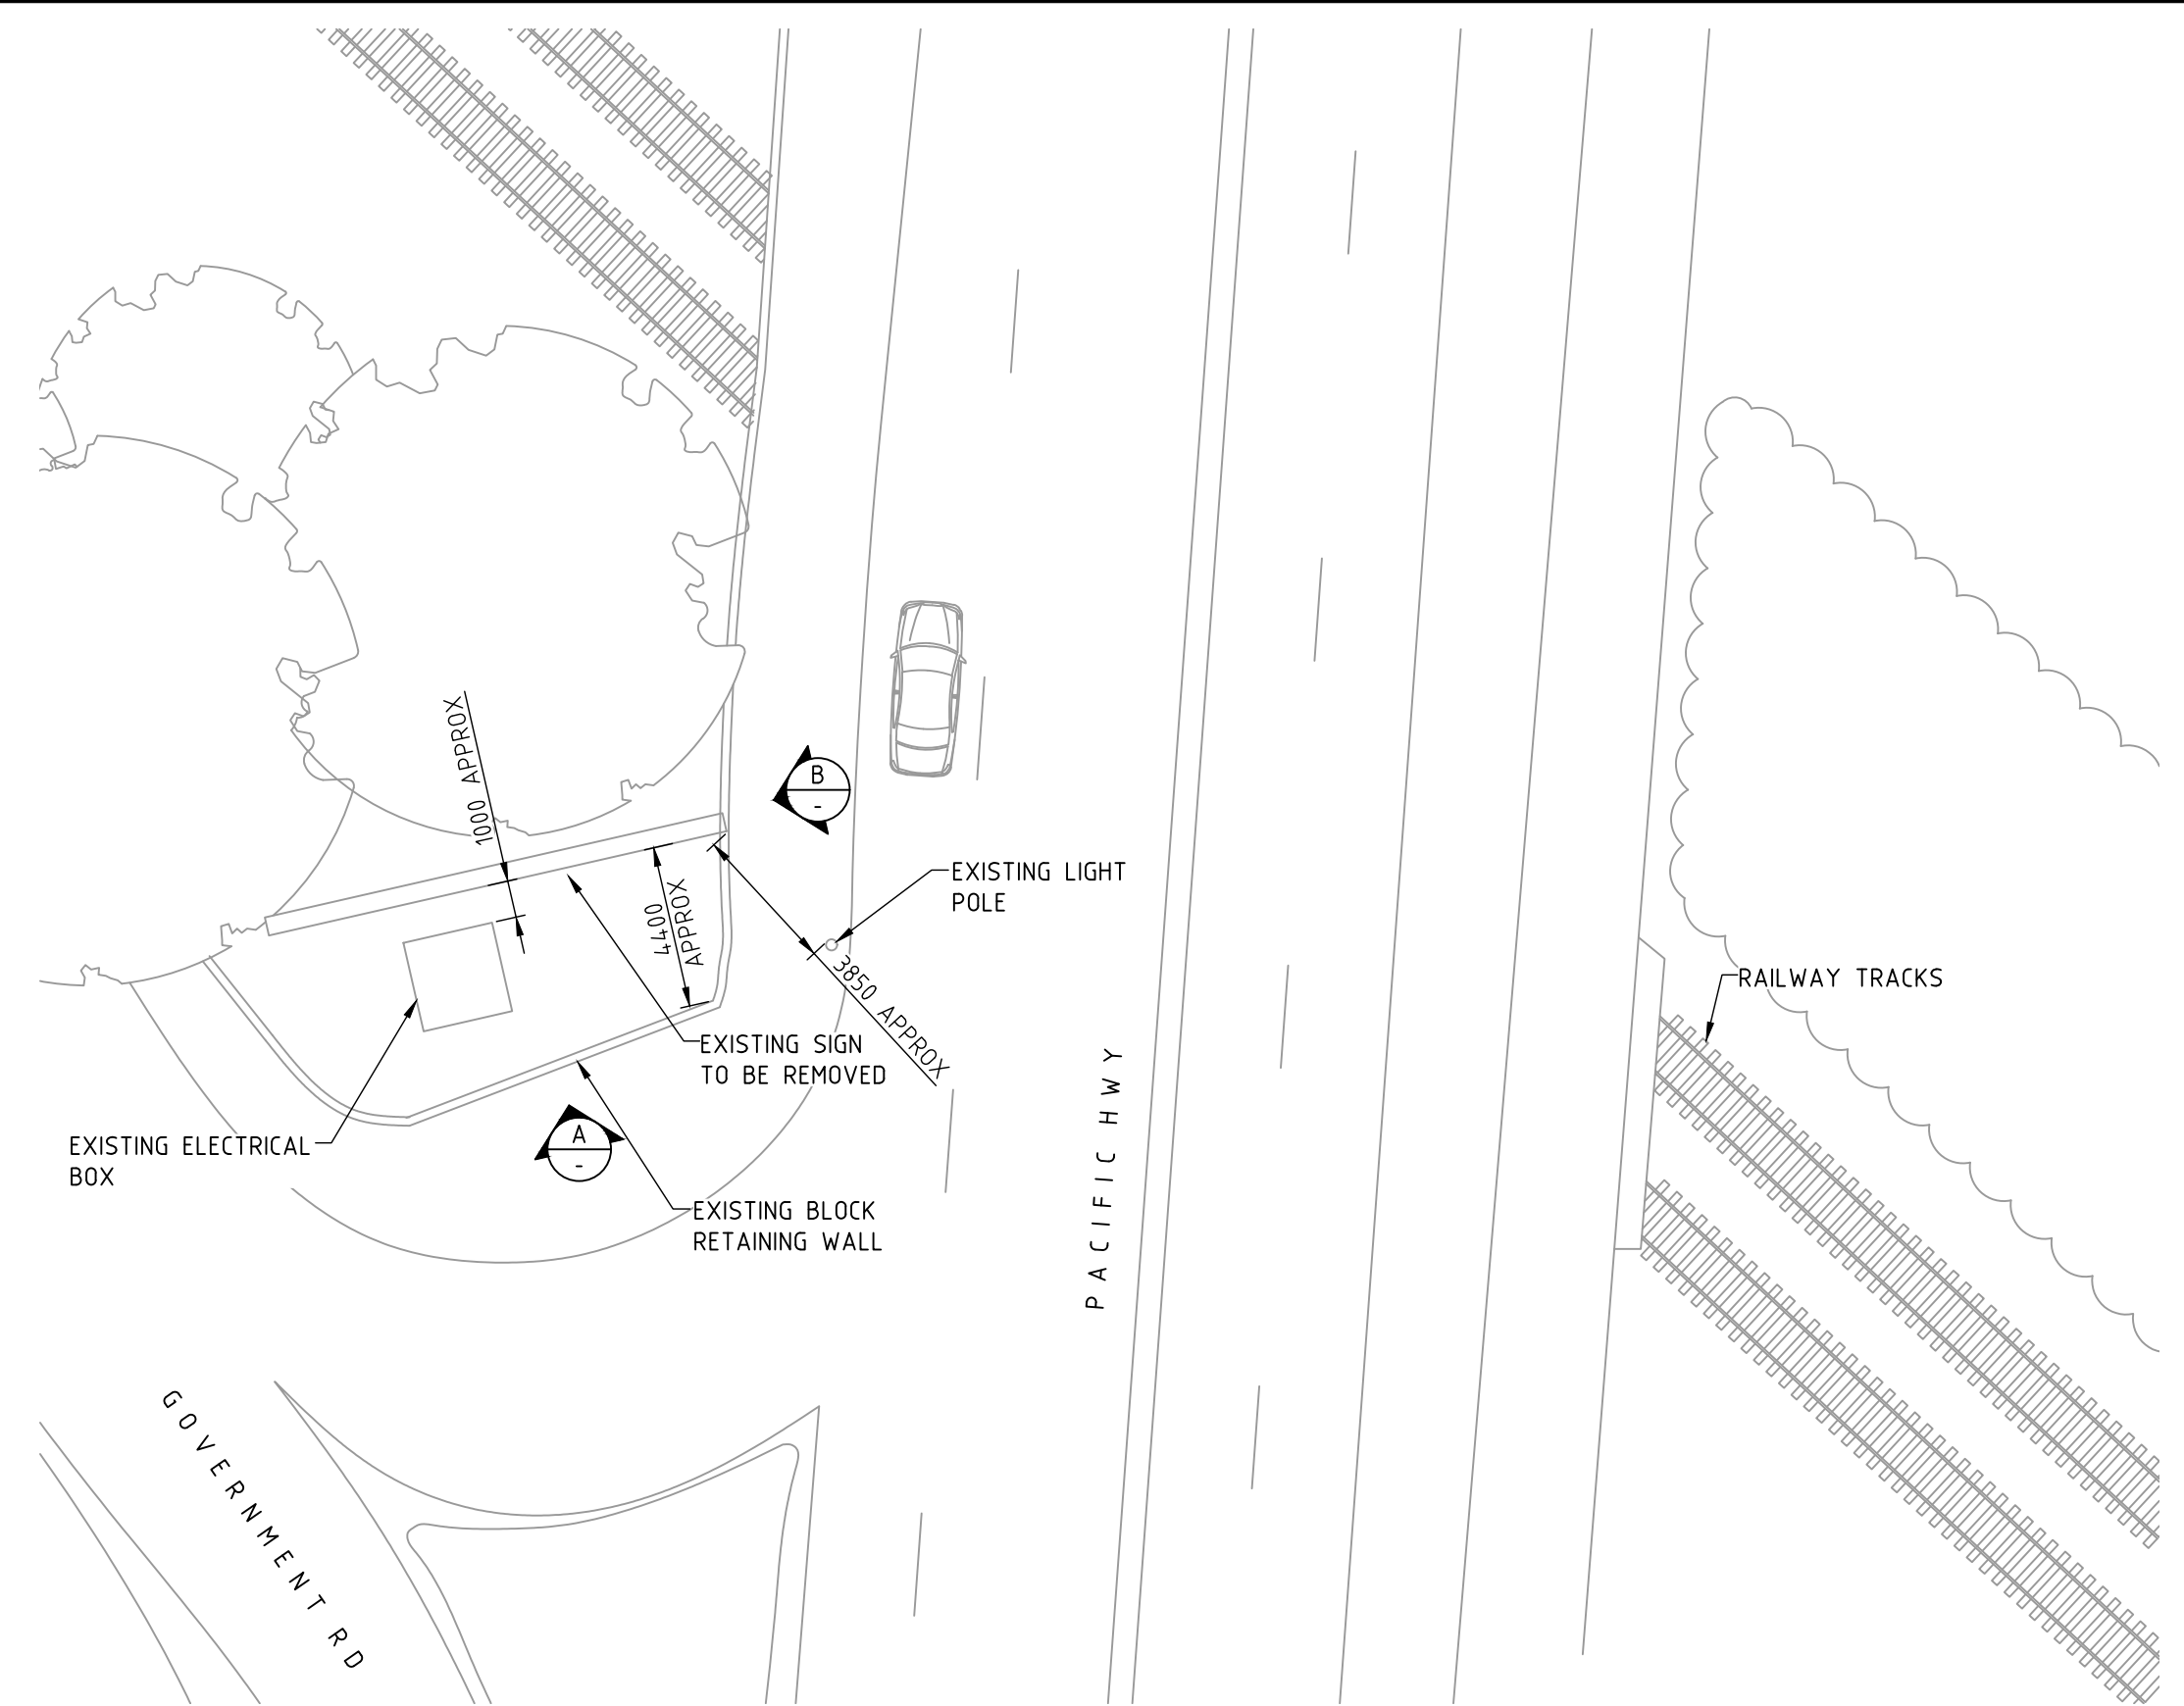 1000 APPROX
B
-
EXISTING LIGHT
POLE
4400
APPROX
3850 APPROX
RAILWAY TRACKS
EXISTING SIGN
TO BE REMOVED
EXISTING ELECTRICAL
BOX
A
-
EXISTING BLOCK
RETAINING WALL
PACIFIC HWY
GOVERNMENT RD